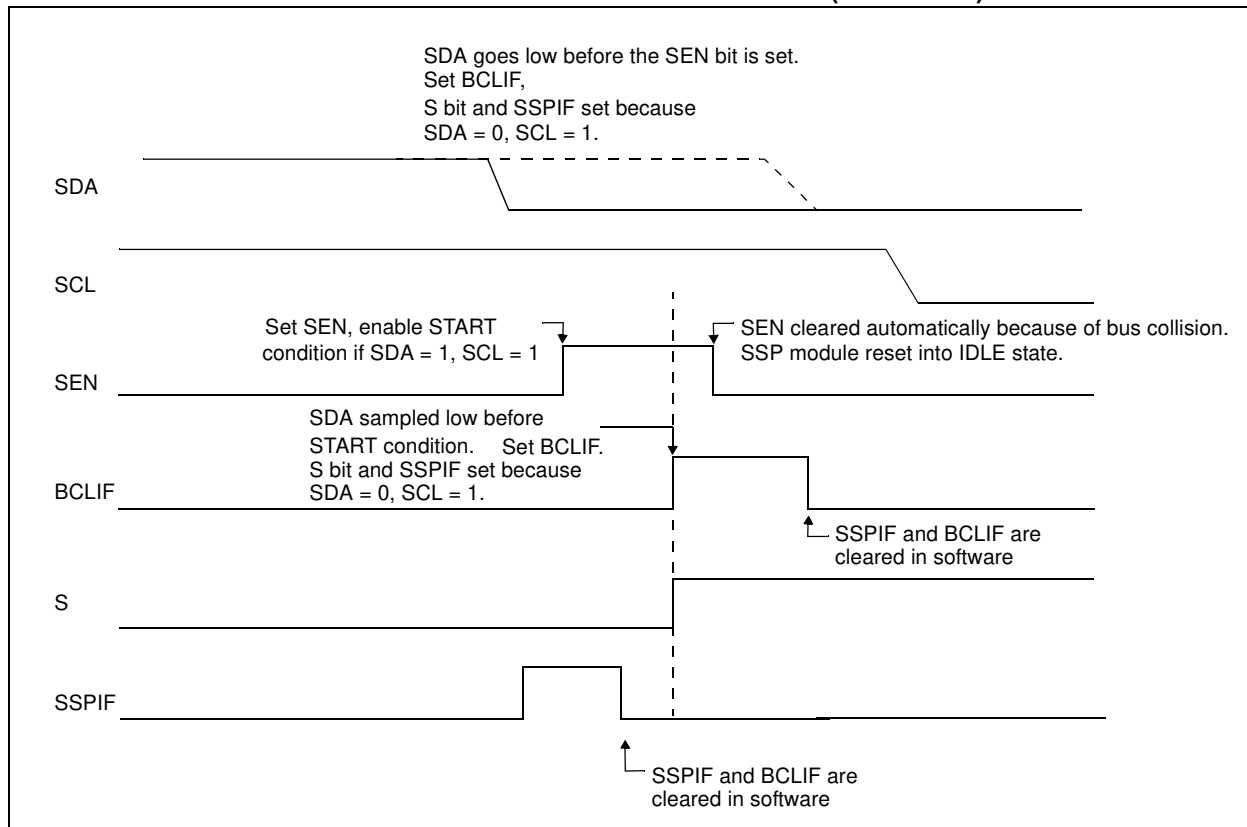 SDA goes low before the SEN bit is set.
Set BCLIF,
S bit and SSPIF set because
SDA = 0, SCL = 1.
SDA
SCL
Set SEN, enable START
condition if SDA = 1, SCL = 1
SEN cleared automatically because of bus collision.
SSP module reset into IDLE state.
SEN
SDA sampled low before
START condition. Set BCLIF.
S bit and SSPIF set because
SDA = 0, SCL = 1.
BCLIF
SSPIF and BCLIF are
cleared in software
S
SSPIF
SSPIF and BCLIF are
cleared in software